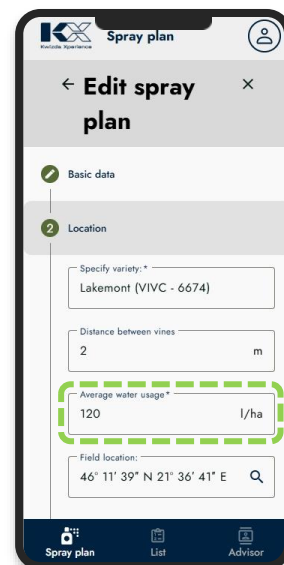 KX
Kwizda Xperience
Spray plan
← Edit spray ×
plan
Basic data
2 Location
Specify variety:*
Lakemont (VIVC - 6674)
Distance between vines
2 m
Average water usage*
120 l/ha
Field location:
46° 11′ 39″ N 21° 36′ 41″ E
Spray plan List Advisor